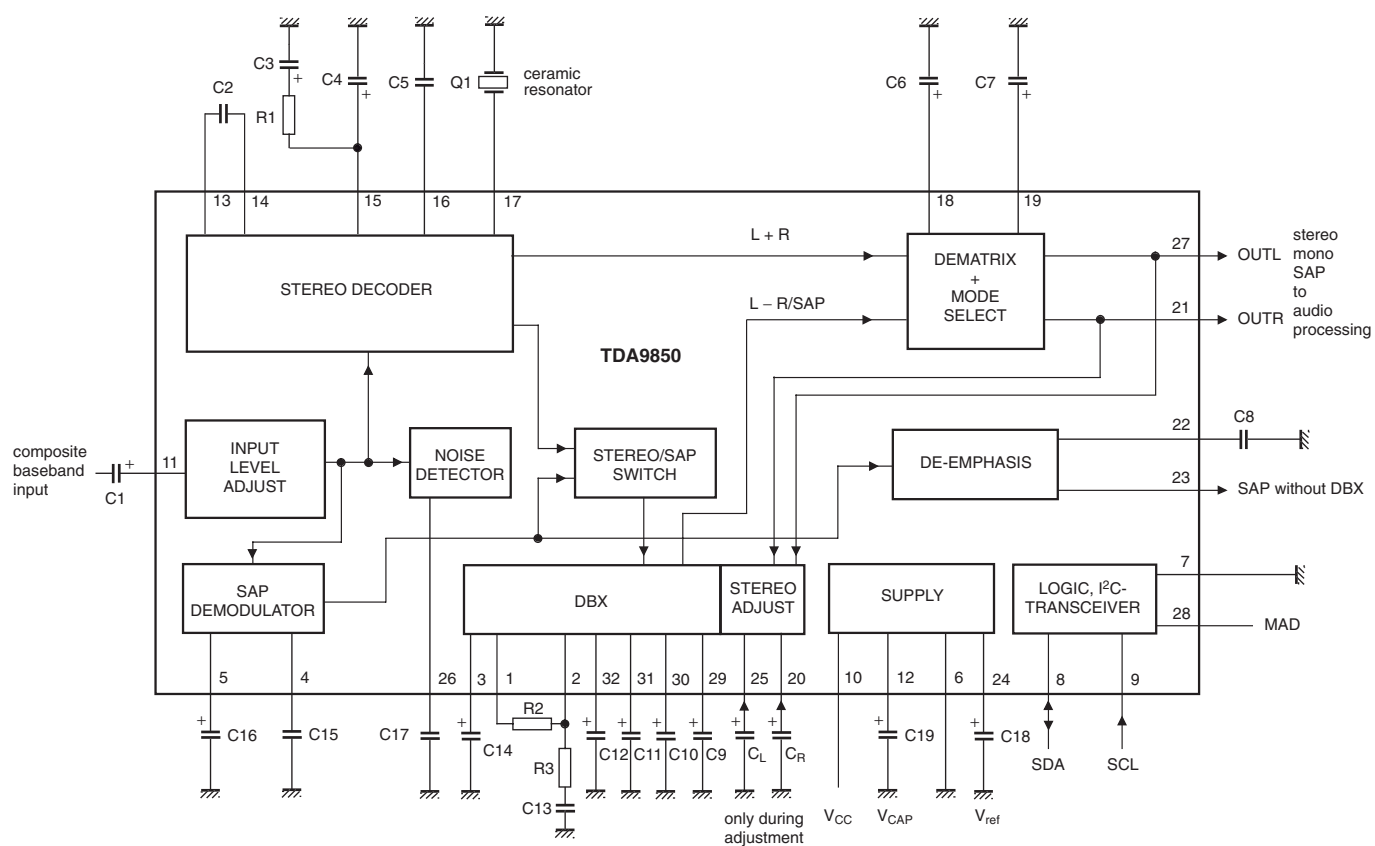 C3
+
C4
+
C5
Q1
ceramic
resonator
C6
+
C7
+
C2
R1
13
14
15
16
17
18
19
STEREO DECODER
L + R
L − R/SAP
DEMATRIX
+
MODE
SELECT
27
OUTL
21
OUTR
stereo
mono
SAP
to
audio
processing
TDA9850
composite
baseband
input
+
C1
11
INPUT
LEVEL
ADJUST
NOISE
DETECTOR
STEREO/SAP
SWITCH
DE-EMPHASIS
22
C8
23
SAP without DBX
SAP
DEMODULATOR
DBX
STEREO
ADJUST
SUPPLY
LOGIC, I²C-
TRANSCEIVER
7
28
MAD
5
4
26
3
1
2
32
31
30
29
25
20
10
12
6
24
8
9
+
C16
C15
C17
+
C14
R2
R3
C13
+
C12
+
C11
+
C10
+
C9
+
CL
+
CR
+
C19
+
C18
SDA
SCL
only during
adjustment
VCC
VCAP
Vref